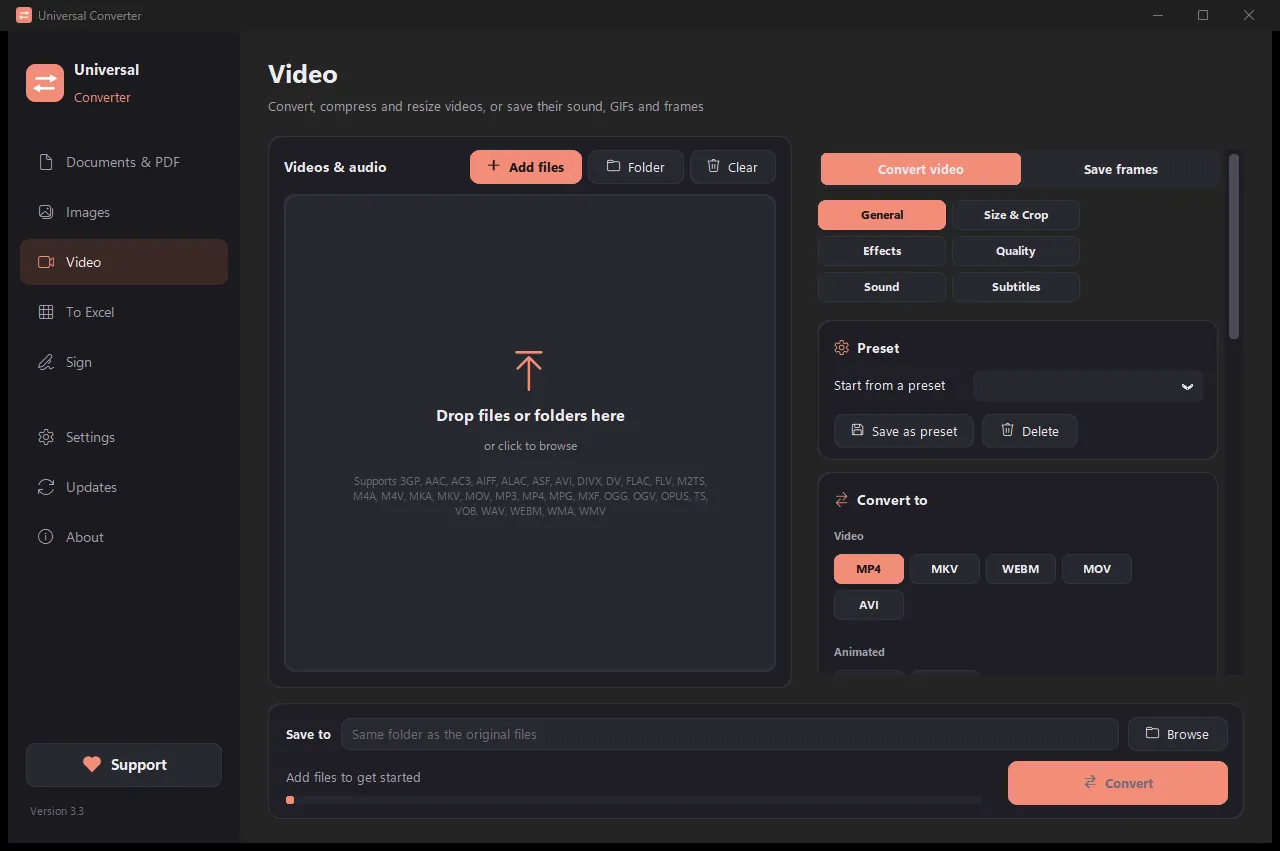 Universal Converter
Universal
Converter
Documents & PDF
Images
Video
To Excel
Sign
Settings
Updates
About
Support
Version 3.3
Video
Convert, compress and resize videos, or save their sound, GIFs and frames
Videos & audio
Add files
Folder
Clear
Drop files or folders here
or click to browse
Supports 3GP, AAC, AC3, AIFF, ALAC, ASF, AVI, DIVX, DV, FLAC, FLV, M2TS,
M4A, M4V, MKA, MKV, MOV, MP3, MP4, MPG, MXF, OGG, OGV, OPUS, TS,
VOB, WAV, WEBM, WMA, WMV
Convert video
Save frames
General
Size & Crop
Effects
Quality
Sound
Subtitles
Preset
Start from a preset
Save as preset
Delete
Convert to
Video
MP4
MKV
WEBM
MOV
AVI
Animated
Save to
Same folder as the original files
Browse
Add files to get started
Convert